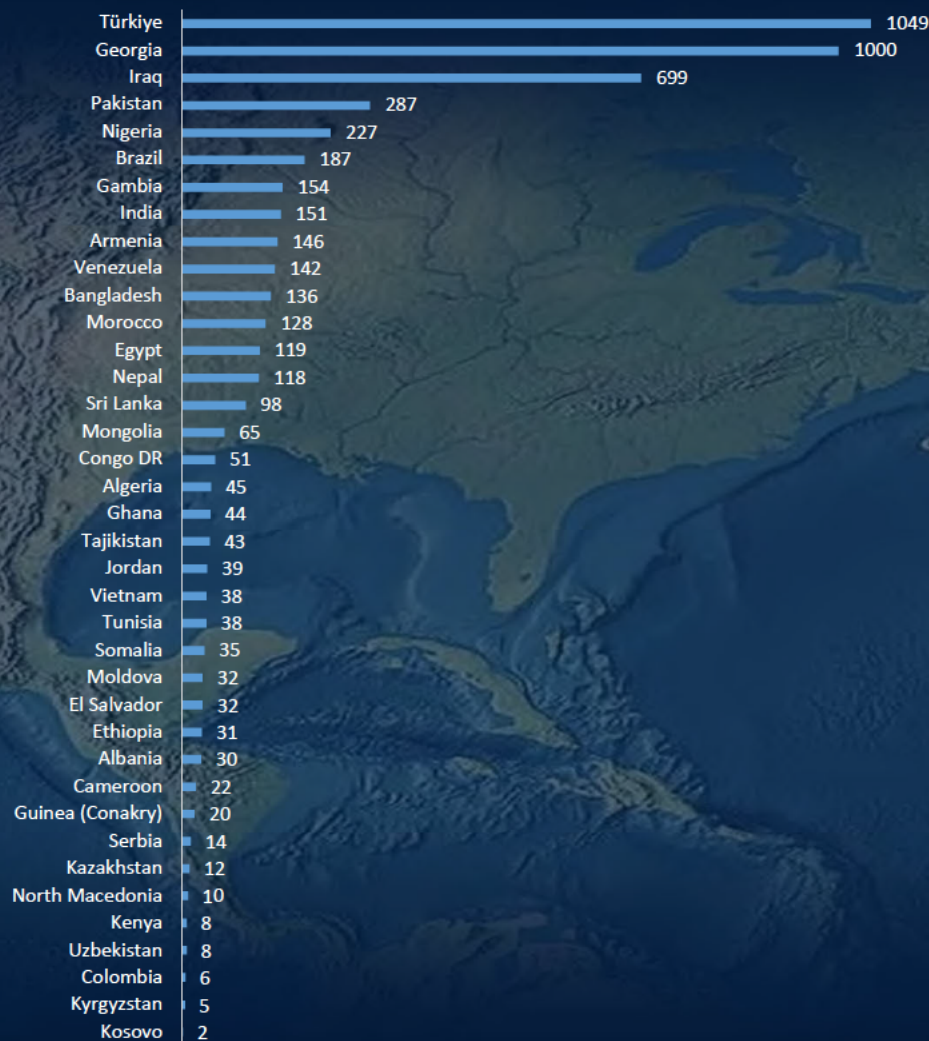 Türkiye 1049
Georgia 1000
Iraq 699
Pakistan 287
Nigeria 227
Brazil 187
Gambia 154
India 151
Armenia 146
Venezuela 142
Bangladesh 136
Morocco 128
Egypt 119
Nepal 118
Sri Lanka 98
Mongolia 65
Congo DR 51
Algeria 45
Ghana 44
Tajikistan 43
Jordan 39
Vietnam 38
Tunisia 38
Somalia 35
Moldova 32
El Salvador 32
Ethiopia 31
Albania 30
Cameroon 22
Guinea (Conakry) 20
Serbia 14
Kazakhstan 12
North Macedonia 10
Kenya 8
Uzbekistan 8
Colombia 6
Kyrgyzstan 5
Kosovo 2